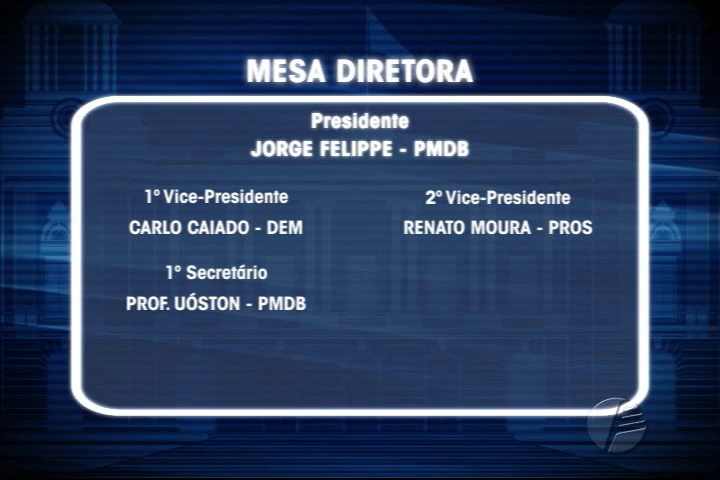 MESA DIRETORA
Presidente
JORGE FELIPPE - PMDB
1º Vice-Presidente
CARLO CAIADO - DEM
2º Vice-Presidente
RENATO MOURA - PROS
1º Secretário
PROF. UÓSTON - PMDB